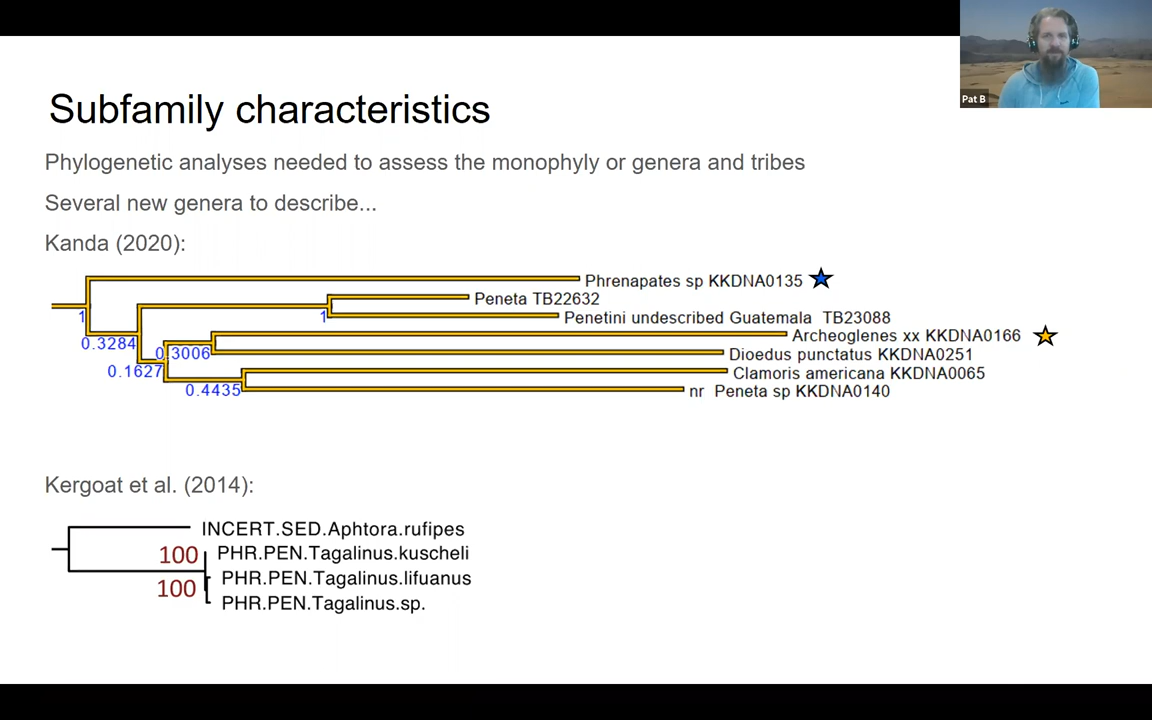 Pat B
Subfamily characteristics
Phylogenetic analyses needed to assess the monophyly or genera and tribes
Several new genera to describe...
Kanda (2020):
Phrenapates sp KKDNA0135
Peneta TB22632
1
1
Penetini undescribed Guatemala TB23088
Archeoglenes xx KKDNA0166
0.3284
0.3006
Dioedus punctatus KKDNA0251
0.1627
Clamoris americana KKDNA0065
0.4435
nr Peneta sp KKDNA0140
Kergoat et al. (2014):
INCERT.SED.Aphtora.rufipes
100
PHR.PEN.Tagalinus.kuscheli
PHR.PEN.Tagalinus.lifuanus
100
PHR.PEN.Tagalinus.sp.